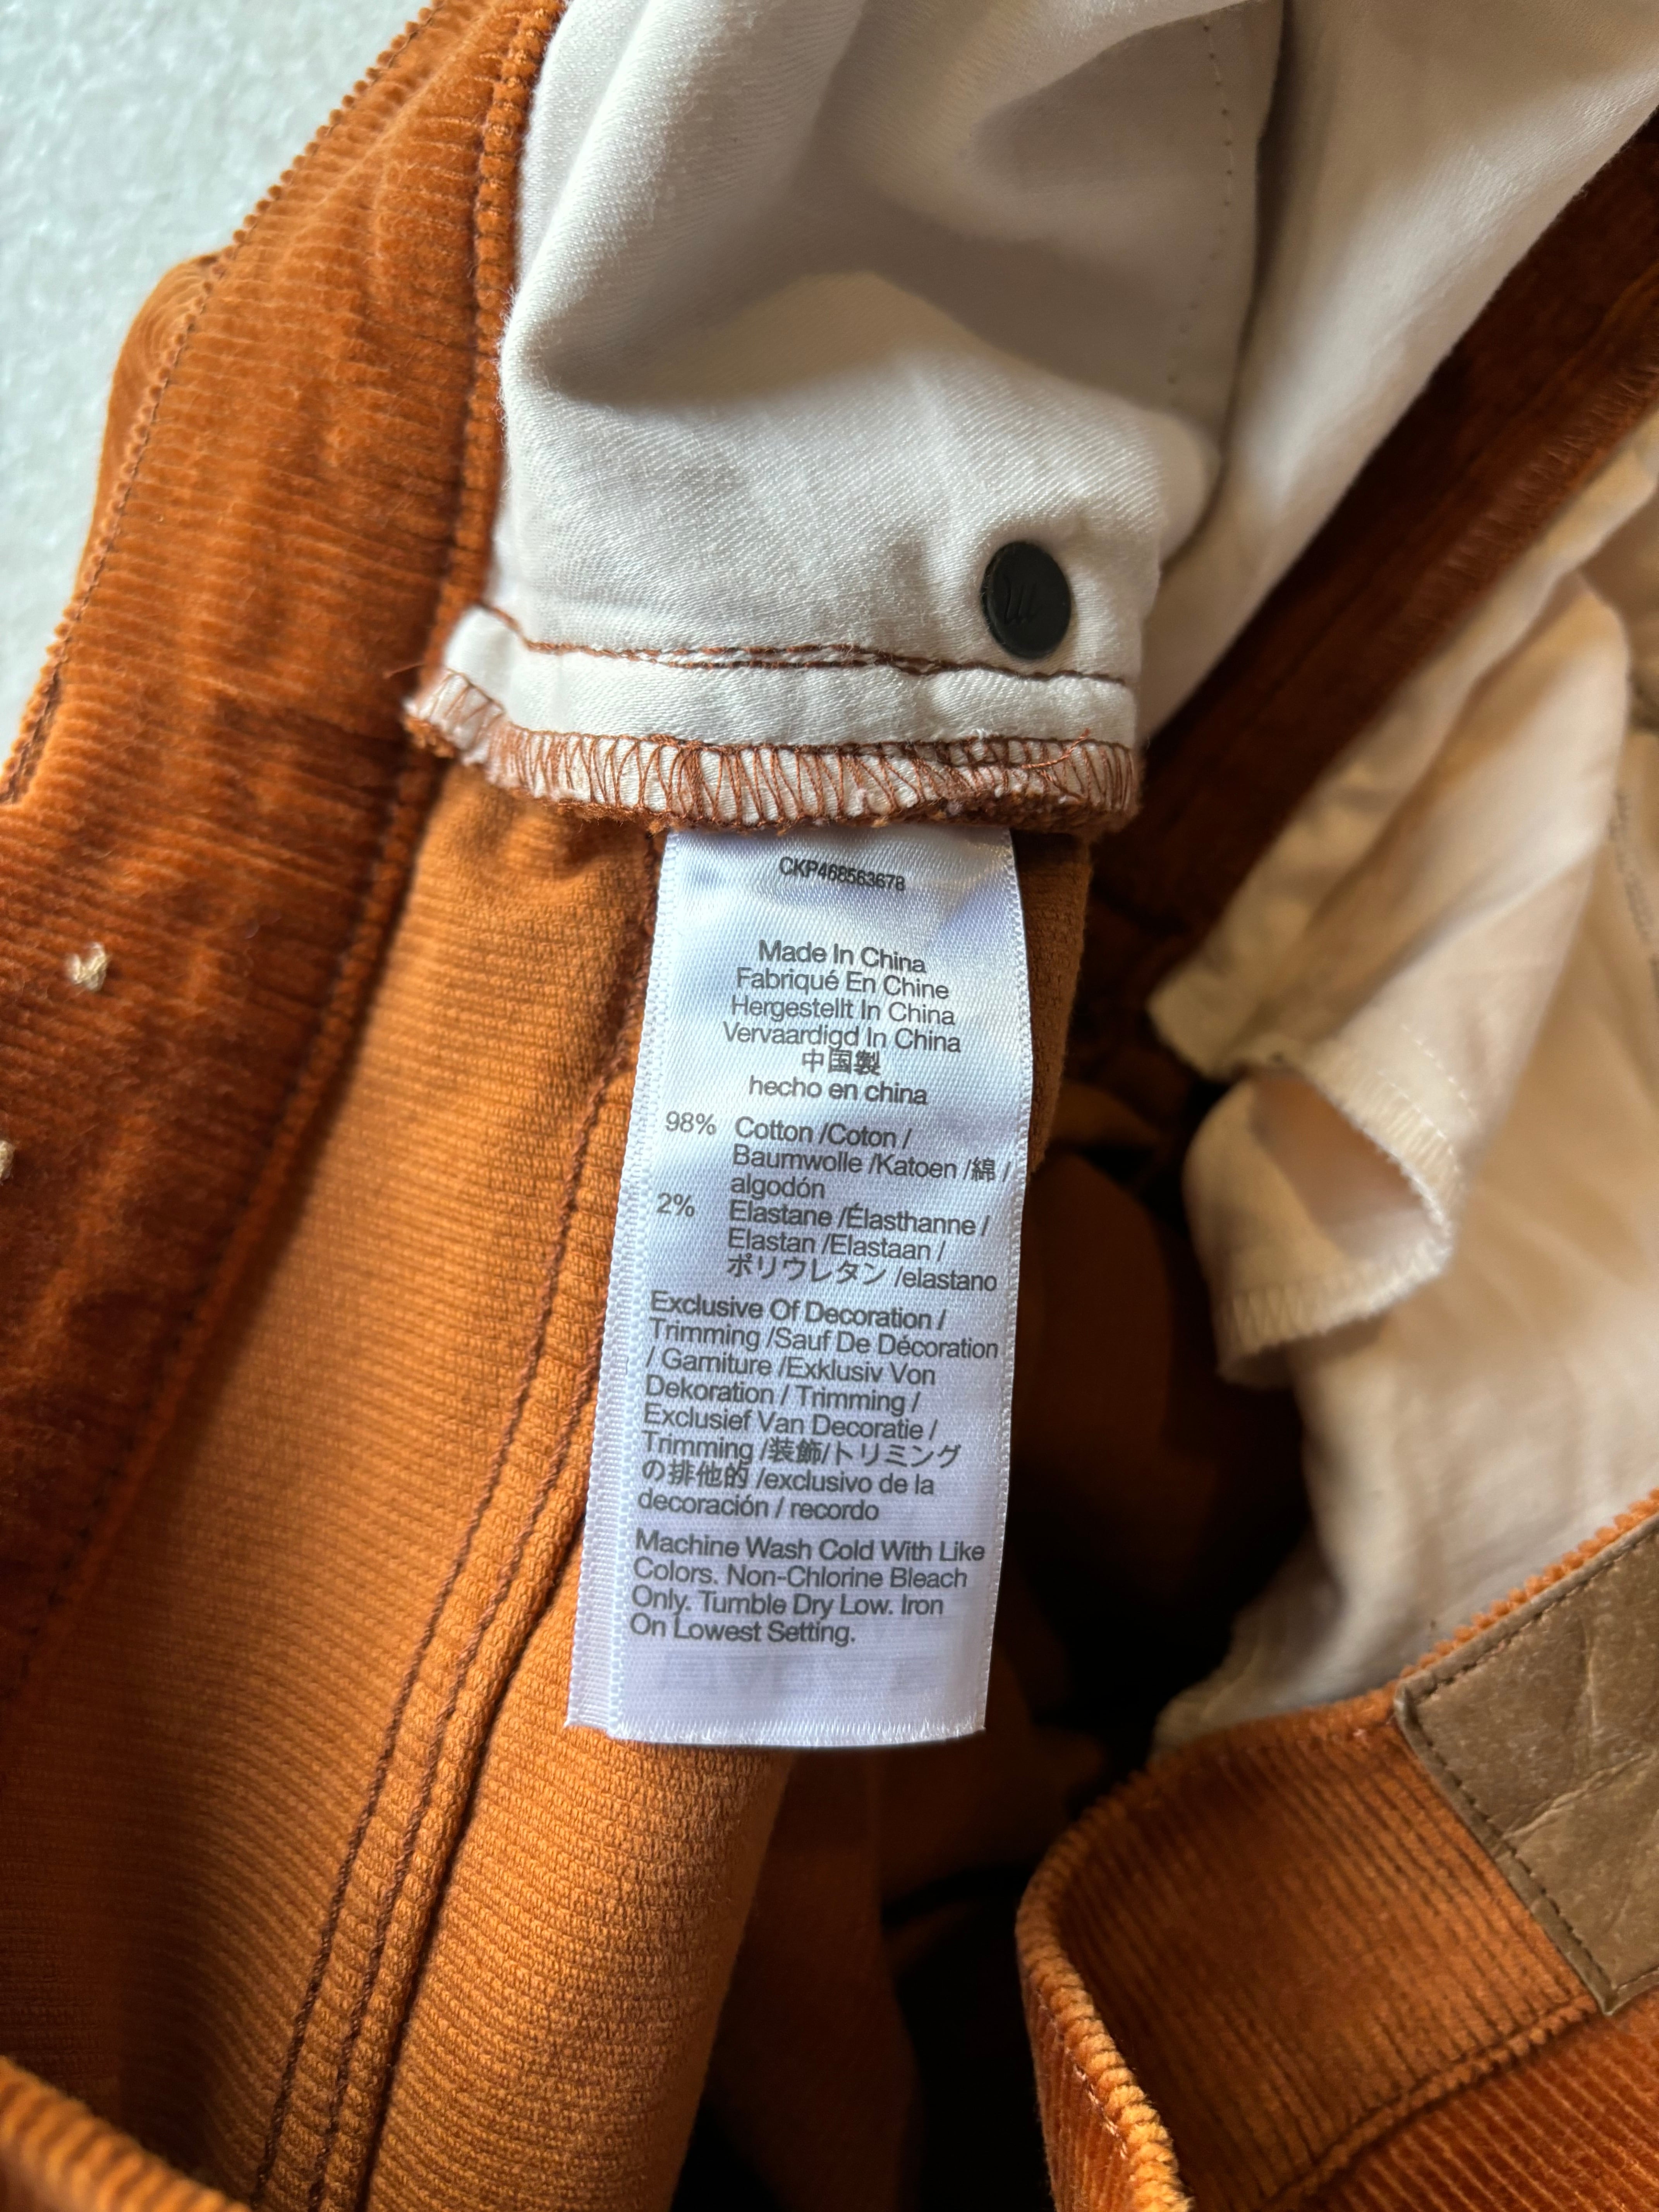 CKP468563678
Made In China
Fabriqué En Chine
Hergestellt In China
Vervaardigd In China
中国製
hecho en china
98% Cotton /Coton /
Baumwolle /Katoen /綿 /
algodón
2% Elastane /Élasthanne /
Elastan /Elastaan /
ポリウレタン /elastano
Exclusive Of Decoration /
Trimming /Sauf De Décoration
/ Garniture /Exklusiv Von
Dekoration / Trimming /
Exclusief Van Decoratie /
Trimming /装飾/トリミング
の排他的 /exclusivo de la
decoración / recordo
Machine Wash Cold With Like
Colors. Non-Chlorine Bleach
Only. Tumble Dry Low. Iron
On Lowest Setting.